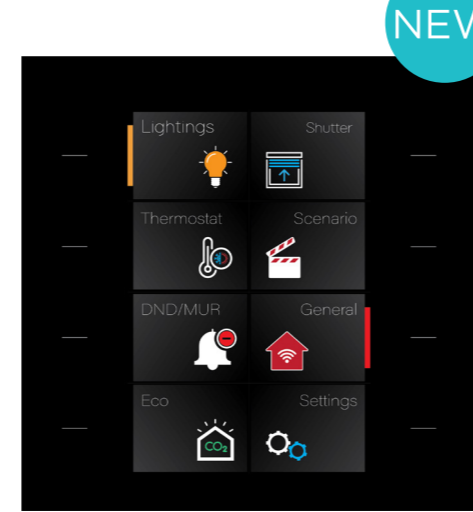 NEW
Lightings
Shutter
Thermostat
Scenario
DND/MUR
General
Eco
CO₂
Settings